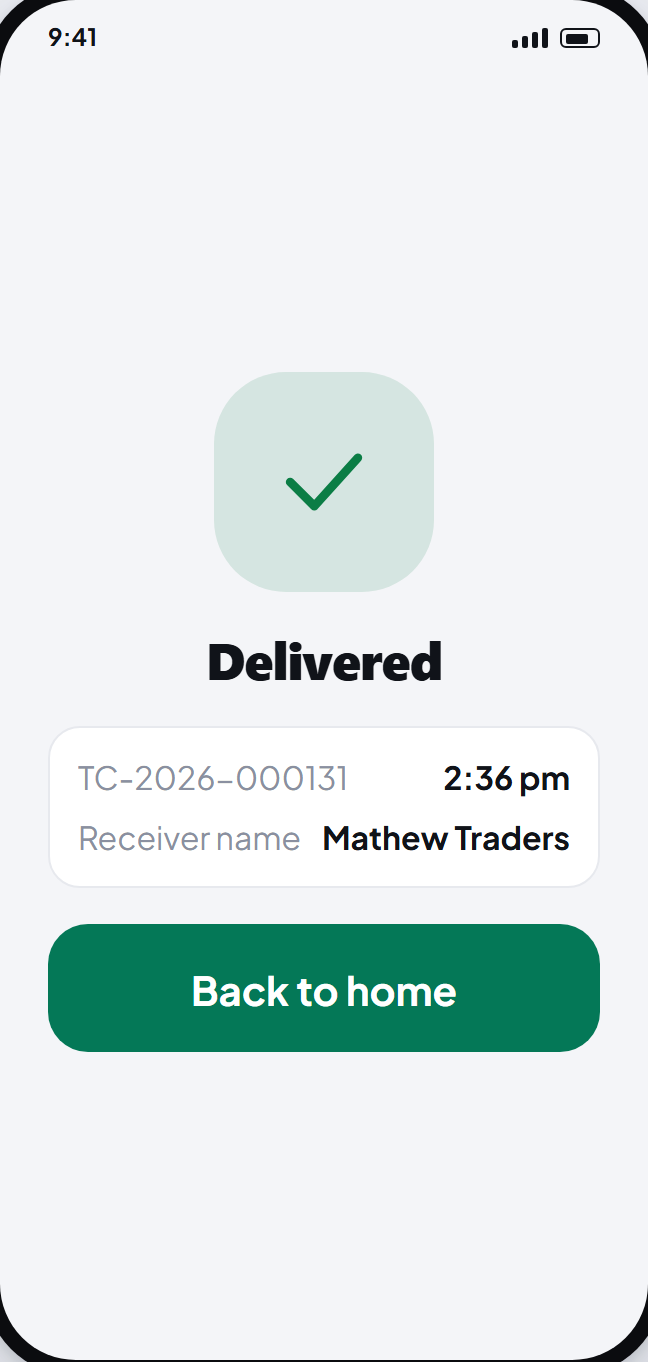 9:41
Delivered
TC-2026-000131 2:36 pm
Receiver name Mathew Traders
Back to home